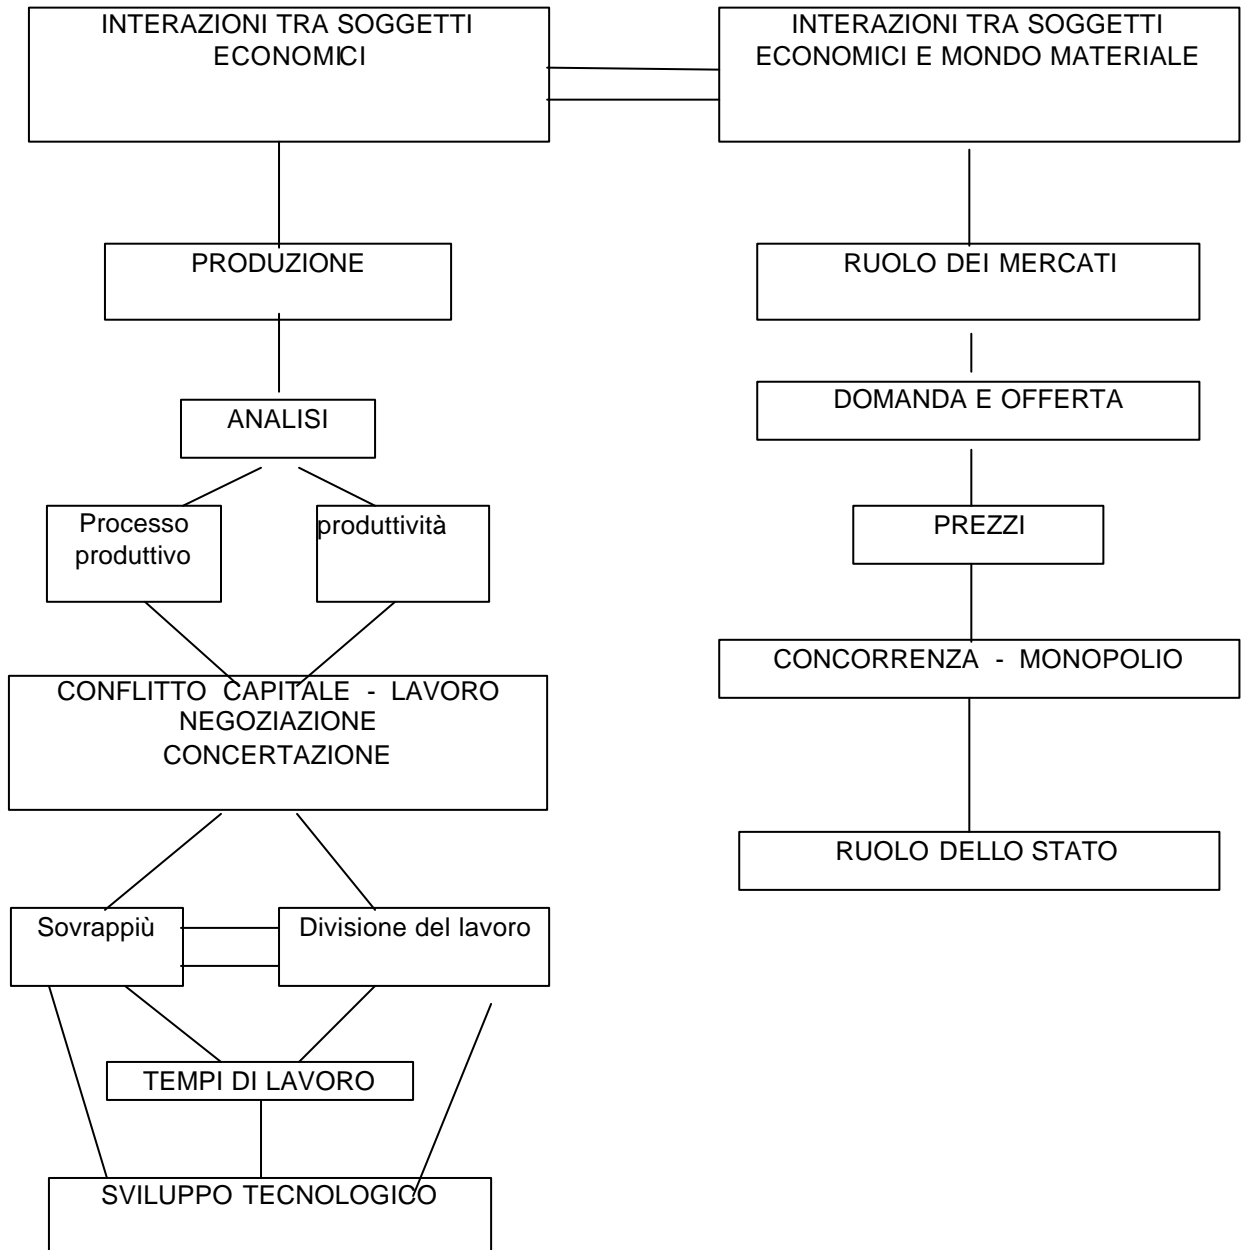 INTERAZIONI TRA SOGGETTI
ECONOMICI
INTERAZIONI TRA SOGGETTI
ECONOMICI E MONDO MATERIALE
PRODUZIONE
RUOLO DEI MERCATI
ANALISI
DOMANDA E OFFERTA
Processo
produttivo
produttività
PREZZI
CONFLITTO CAPITALE - LAVORO
NEGOZIAZIONE
CONCERTAZIONE
CONCORRENZA - MONOPOLIO
RUOLO DELLO STATO
Sovrappiù
Divisione del lavoro
TEMPI DI LAVORO
SVILUPPO TECNOLOGICO